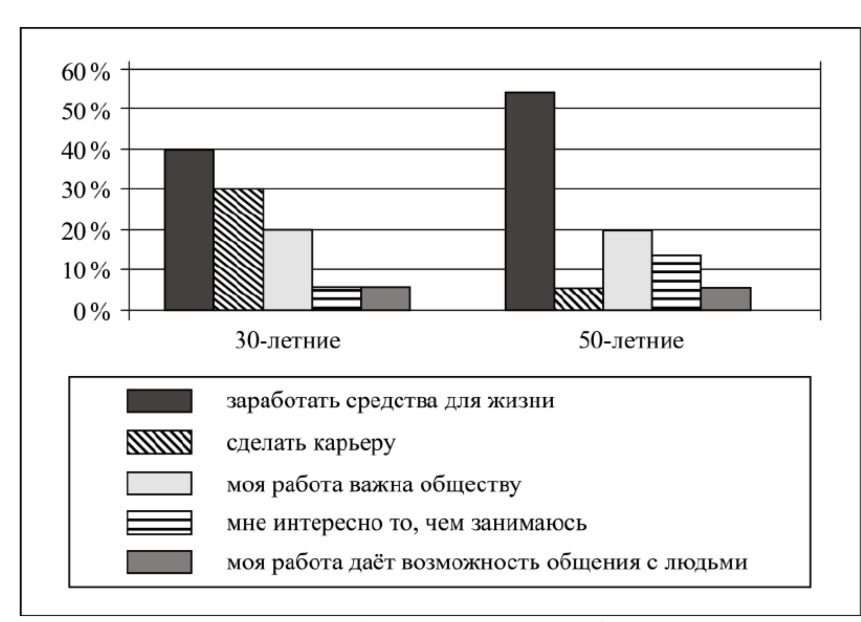 60 %
50 %
40 %
30 %
20 %
10 %
0 %
30-летние 50-летние
заработать средства для жизни
сделать карьеру
моя работа важна обществу
мне интересно то, чем занимаюсь
моя работа даёт возможность общения с людьми